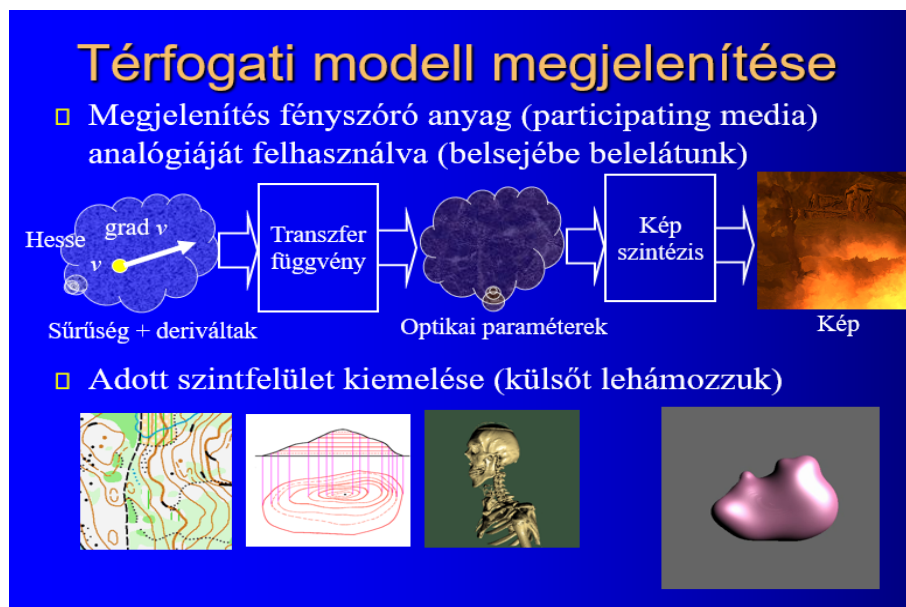 Térfogati modell megjelenítése
Megjelenítés fényszóró anyag (participating media)
analógiáját felhasználva (belsejébe belelátunk)
Hesse
grad v
v
Transzfer
függvény
Kép
szintézis
Sűrűség + deriváltak
Optikai paraméterek
Kép
Adott szintfelület kiemelése (külsőt lehámozzuk)